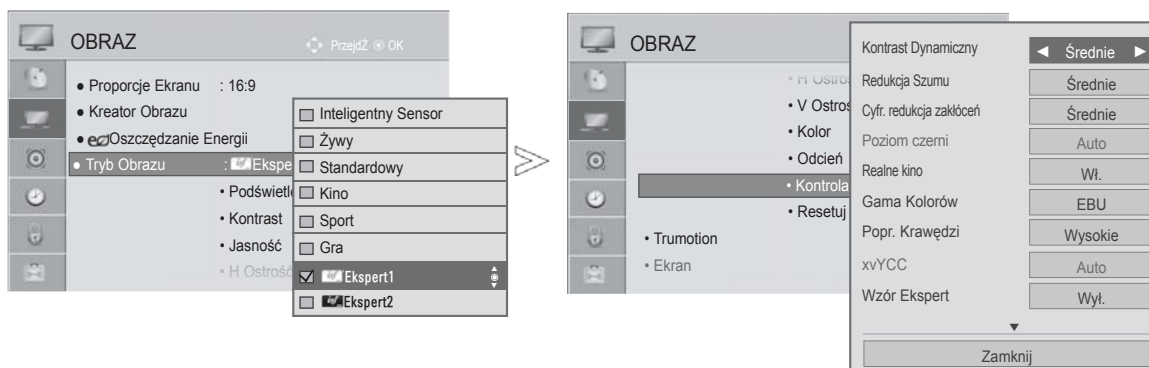 OBRAZ
PrzejdŹ OK
Proporcje Ekranu : 16:9
Kreator Obrazu
Oszczędzanie Energii
Tryb Obrazu : Ekspe
• Podświetl
• Kontrast
• Jasność
• H Ostrość
Inteligentny Sensor
Żywy
Standardowy
Kino
Sport
Gra
Ekspert1
Ekspert2
OBRAZ
• H Ostroś
• V Ostroś
• Kolor
• Odcień
• Kontrola
• Resetuj
• Trumotion
• Ekran
Kontrast Dynamiczny Średnie
Redukcja Szumu Średnie
Cyfr. redukcja zakłóceń Średnie
Poziom czerni Auto
Realne kino Wł.
Gama Kolorów EBU
Popr. Krawędzi Wysokie
xvYCC Auto
Wzór Ekspert Wył.
Zamknij